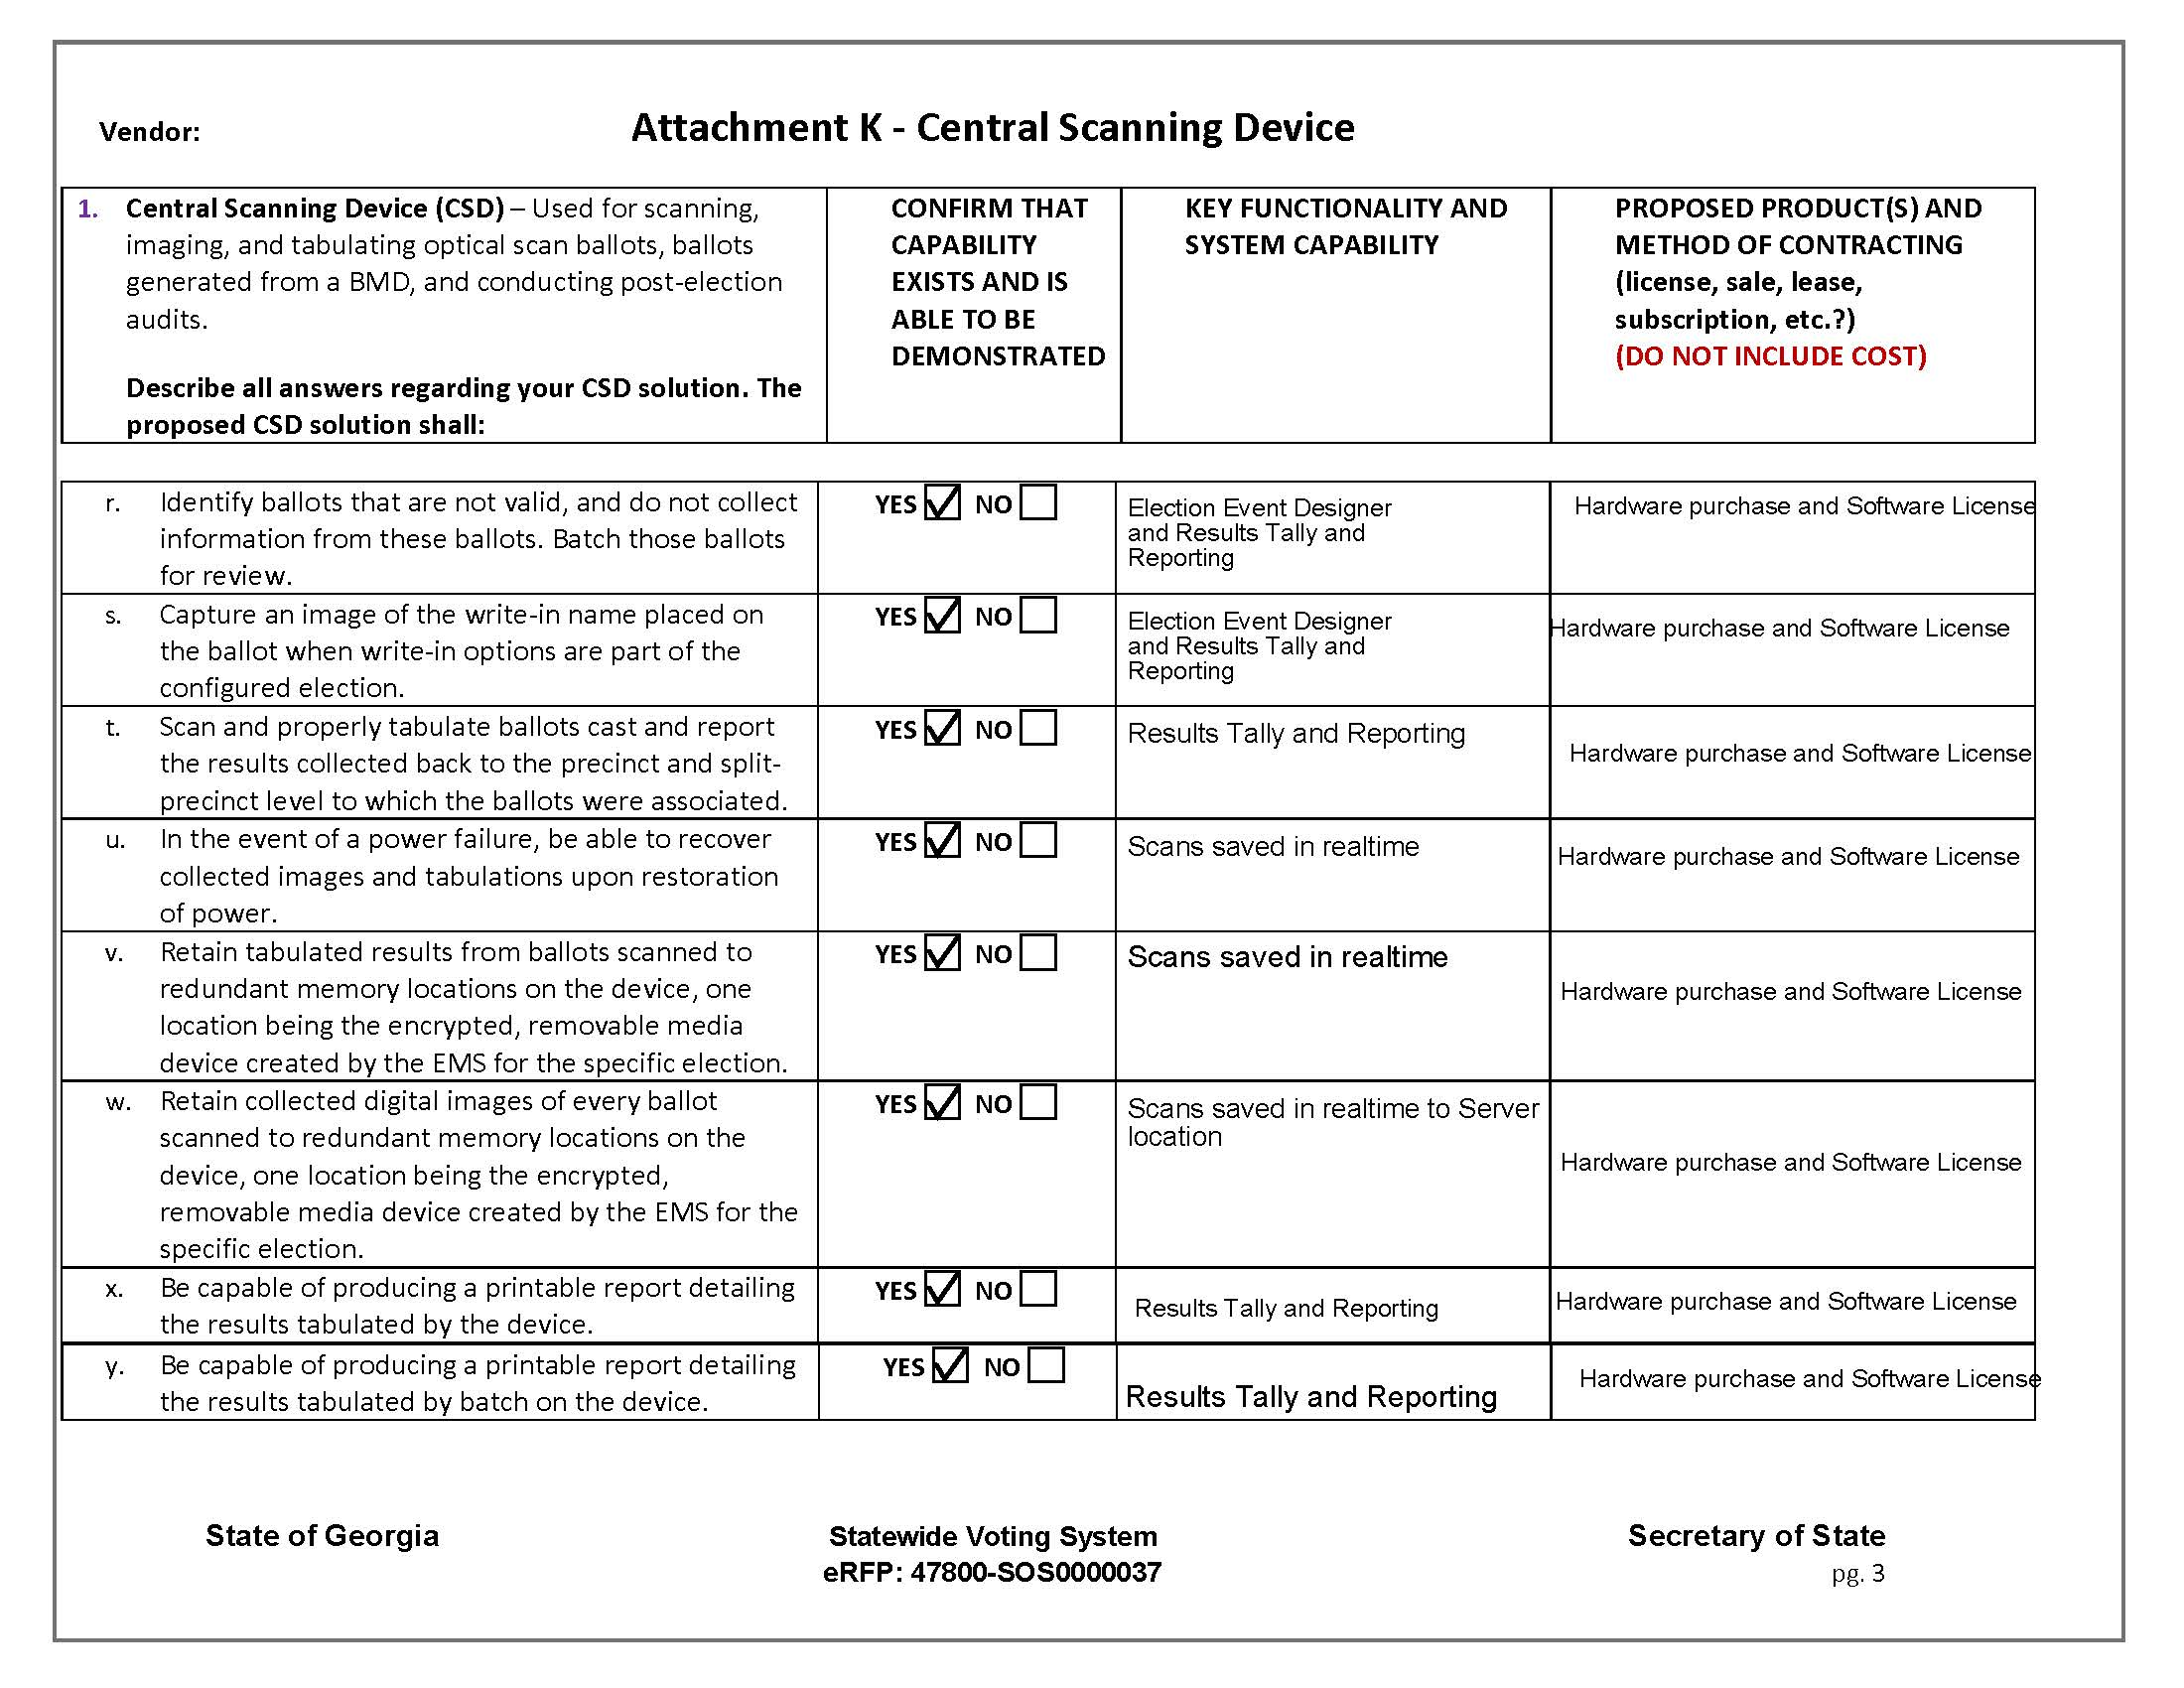 Vendor:
Attachment K - Central Scanning Device
1. Central Scanning Device (CSD) – Used for scanning,
imaging, and tabulating optical scan ballots, ballots
generated from a BMD, and conducting post-election
audits.
Describe all answers regarding your CSD solution. The
proposed CSD solution shall:
CONFIRM THAT
CAPABILITY
EXISTS AND IS
ABLE TO BE
DEMONSTRATED
KEY FUNCTIONALITY AND
SYSTEM CAPABILITY
PROPOSED PRODUCT(S) AND
METHOD OF CONTRACTING
(license, sale, lease,
subscription, etc.?)
(DO NOT INCLUDE COST)
r. Identify ballots that are not valid, and do not collect
information from these ballots. Batch those ballots
for review.
YES NO
Election Event Designer
and Results Tally and
Reporting
Hardware purchase and Software License
s. Capture an image of the write-in name placed on
the ballot when write-in options are part of the
configured election.
YES NO
Election Event Designer
and Results Tally and
Reporting
Hardware purchase and Software License
t. Scan and properly tabulate ballots cast and report
the results collected back to the precinct and split-
precinct level to which the ballots were associated.
YES NO
Results Tally and Reporting
Hardware purchase and Software License
u. In the event of a power failure, be able to recover
collected images and tabulations upon restoration
of power.
YES NO
Scans saved in realtime
Hardware purchase and Software License
v. Retain tabulated results from ballots scanned to
redundant memory locations on the device, one
location being the encrypted, removable media
device created by the EMS for the specific election.
YES NO
Scans saved in realtime
Hardware purchase and Software License
w. Retain collected digital images of every ballot
scanned to redundant memory locations on the
device, one location being the encrypted,
removable media device created by the EMS for the
specific election.
YES NO
Scans saved in realtime to Server
location
Hardware purchase and Software License
x. Be capable of producing a printable report detailing
the results tabulated by the device.
YES NO
Results Tally and Reporting
Hardware purchase and Software License
y. Be capable of producing a printable report detailing
the results tabulated by batch on the device.
YES NO
Results Tally and Reporting
Hardware purchase and Software License
State of Georgia
Statewide Voting System
eRFP: 47800-SOS0000037
Secretary of State
pg. 3